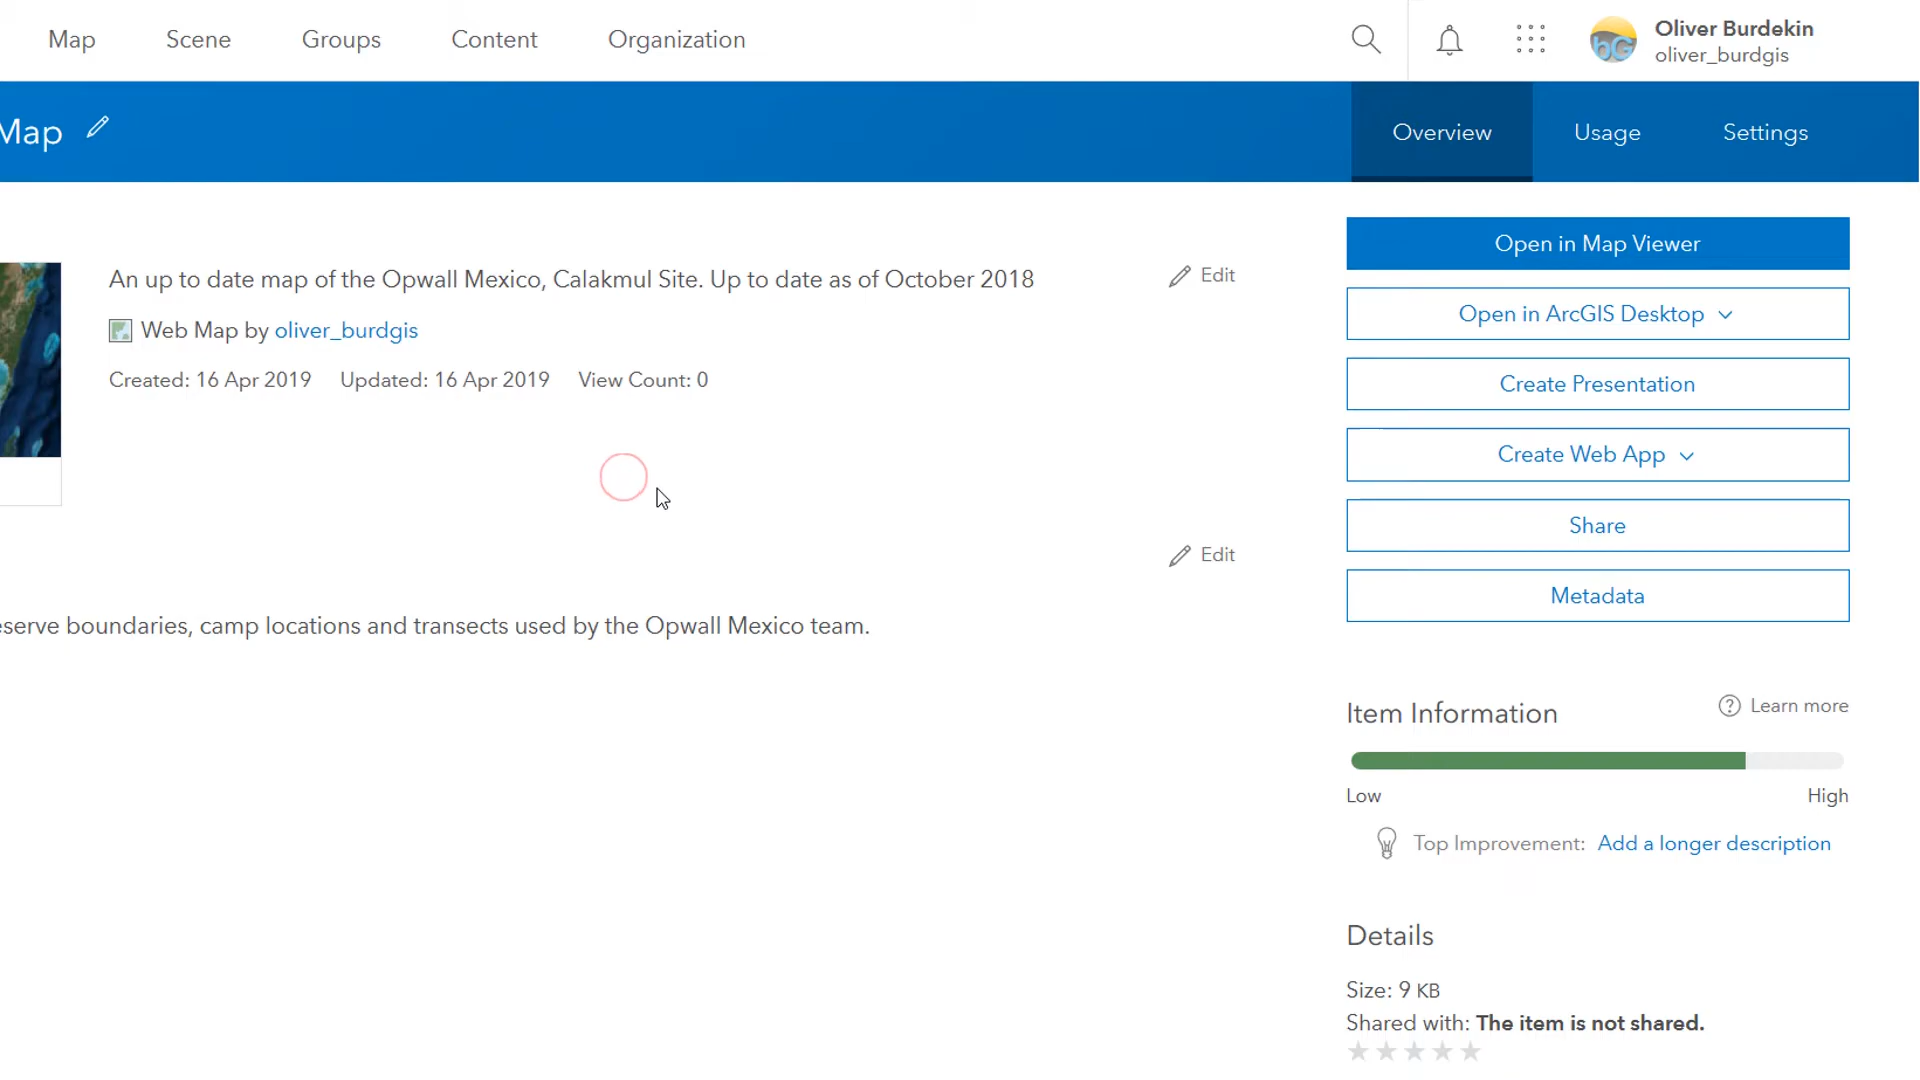 Map Scene Groups Content Organization
Oliver Burdekin
oliver_burdgis
Map
Overview Usage Settings
Open in Map Viewer
An up to date map of the Opwall Mexico, Calakmul Site. Up to date as of October 2018
Edit
Open in ArcGIS Desktop
Web Map by oliver_burdgis
Created: 16 Apr 2019 Updated: 16 Apr 2019 View Count: 0
Create Presentation
Create Web App
Share
Edit
Metadata
eserve boundaries, camp locations and transects used by the Opwall Mexico team.
Item Information
Learn more
Low High
Top Improvement: Add a longer description
Details
Size: 9 KB
Shared with: The item is not shared.